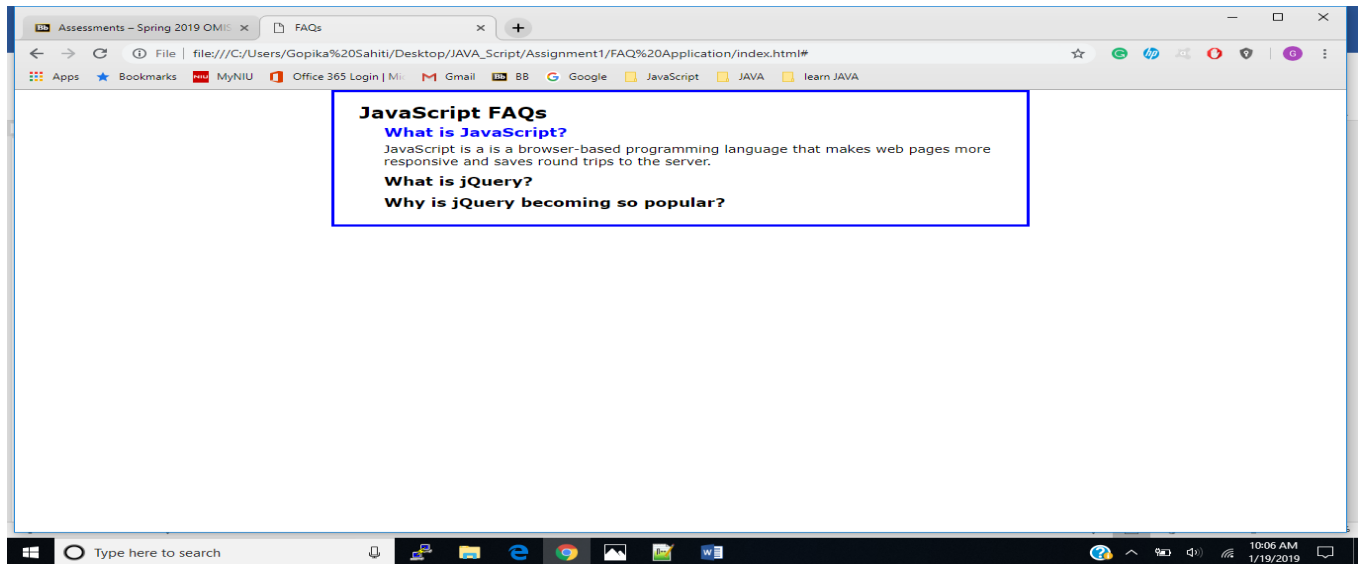 Assessments – Spring 2019 OMIS
FAQs
File | file:///C:/Users/Gopika%20Sahiti/Desktop/JAVA_Script/Assignment1/FAQ%20Application/index.html#
Apps Bookmarks NIU MyNIU Office 365 Login | Mi Gmail Bb BB Google JavaScript JAVA learn JAVA
JavaScript FAQs
What is JavaScript?
JavaScript is a is a browser-based programming language that makes web pages more
responsive and saves round trips to the server.
What is jQuery?
Why is jQuery becoming so popular?
Type here to search
10:06 AM
1/19/2019